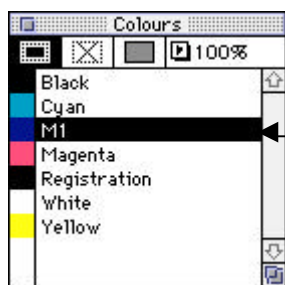 Colours
100%
Black
Cyan
M1
Magenta
Registration
White
Yellow